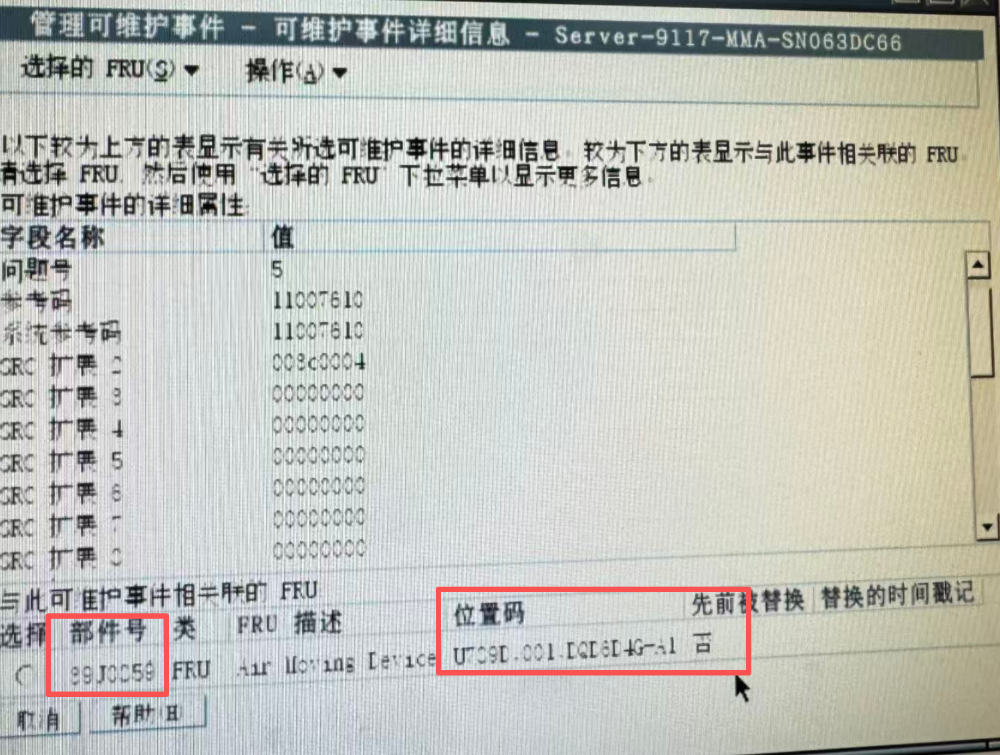 管理可维护事件 - 可维护事件详细信息 - Server-9117-MMA-SN063DC66
选择的 FRU(S) 操作(A)
以下较为上方的表显示有关所选可维护事件的详细信息。较为下方的表显示与此事件相关联的 FRU。
请选择 FRU，然后使用“选择的 FRU”下拉菜单以显示更多信息。
可维护事件的详细属性:
字段名称 值
问题号 5
参考码 11007610
系统参考码 11007610
SRC 扩展 2
SRC 扩展 3 00000000
SRC 扩展 4 00000000
SRC 扩展 5 00000000
SRC 扩展 6 00000000
SRC 扩展 7 00000000
SRC 扩展 00000000
与此可维护事件相关联的 FRU
选择 部件号 类 FRU 描述 位置码 先前被替换 替换的时间戳记
FRU Air Moving Device 否
取消 帮助(H)